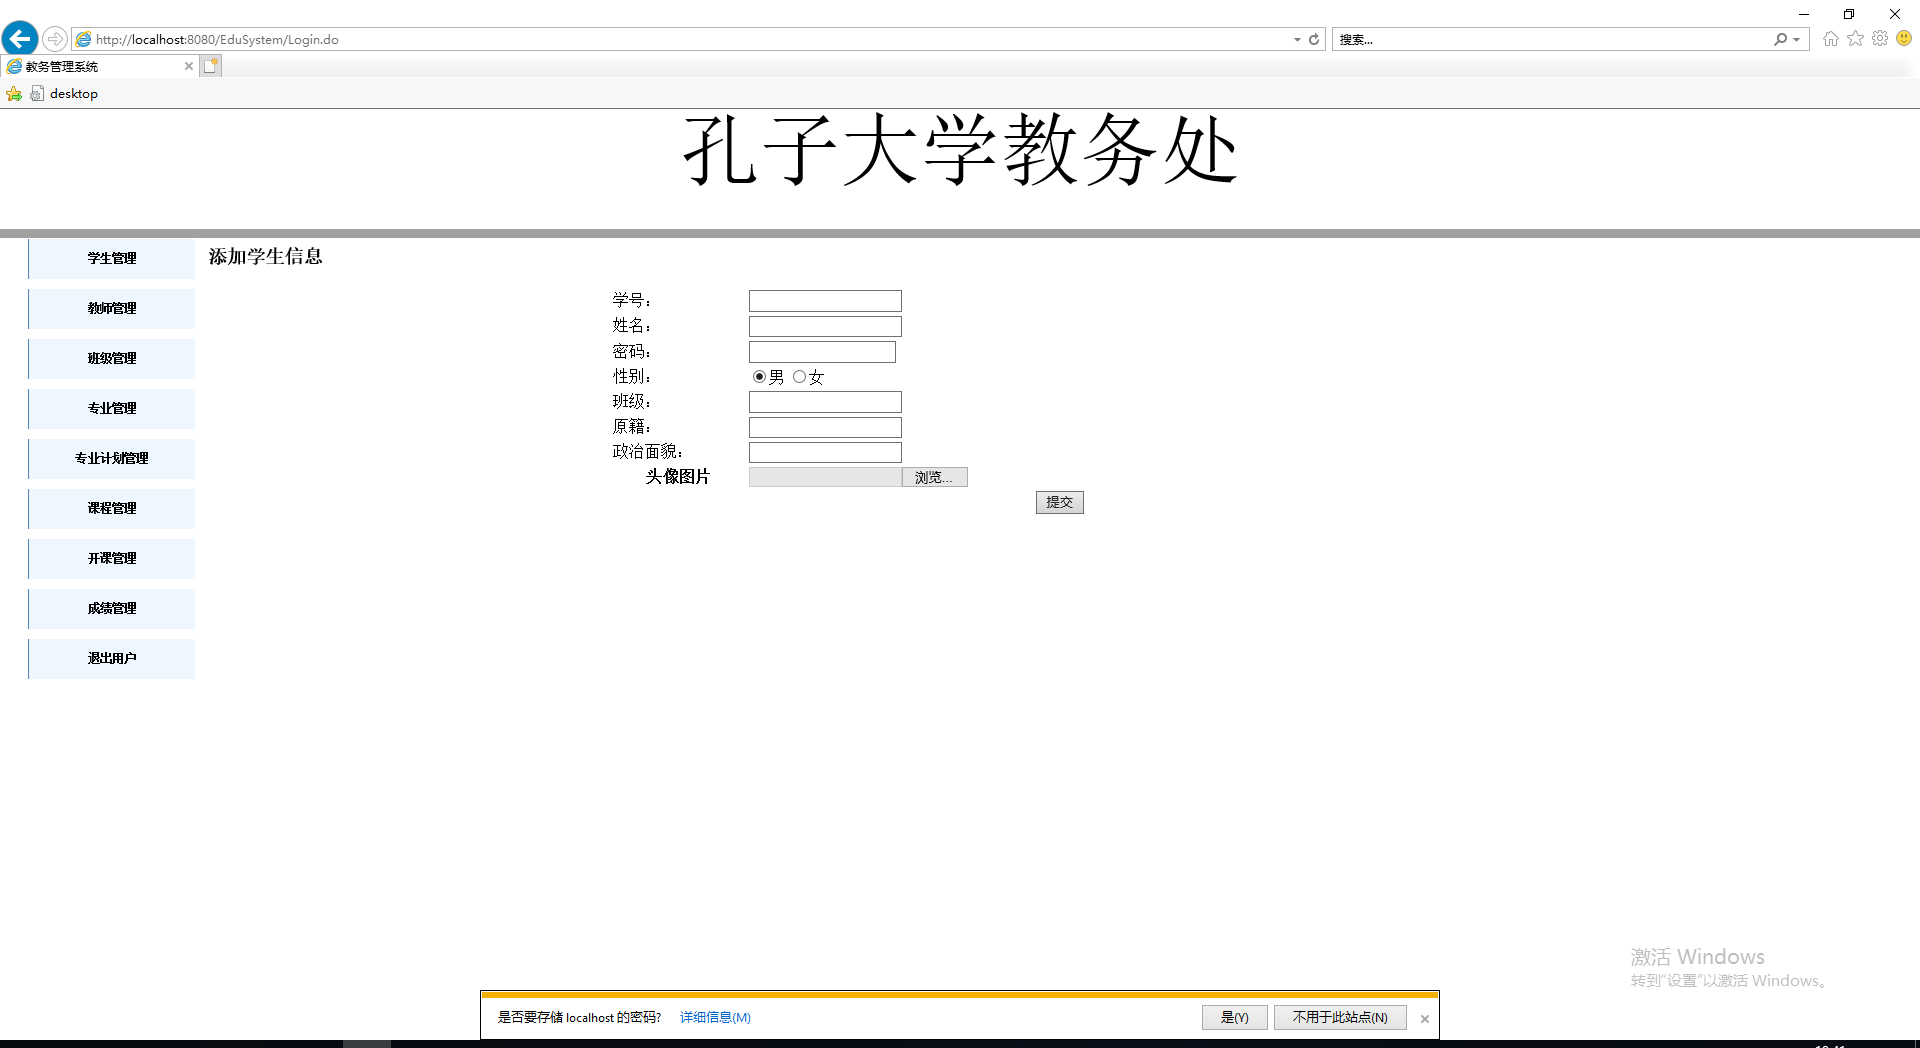 http://localhost:8080/EduSystem/Login.do
搜索...
教务管理系统
desktop
孔子大学教务处
学生管理
教师管理
班级管理
专业管理
专业计划管理
课程管理
开课管理
成绩管理
退出用户
添加学生信息
学号：
姓名：
密码：
性别： 男 女
班级：
原籍：
政治面貌：
头像图片 浏览...
提交
激活 Windows
转到“设置”以激活 Windows。
是否要存储 localhost 的密码? 详细信息(M) 是(Y) 不用于此站点(N)